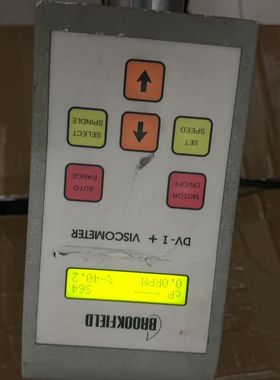 BROOKFIELD
cP ---- S64
0.0RPM %-40.2
DV-I+ VISCOMETER
MOTOR
ON/OFF
AUTO
RANGE
SET
SPEED
SELECT
SPINDLE